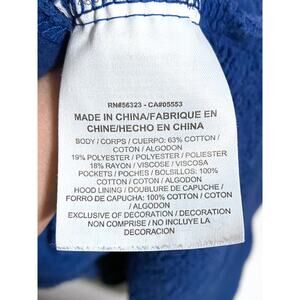 RN#56323 - CA#05553
MADE IN CHINA/FABRIQUE EN
CHINE/HECHO EN CHINA
BODY / CORPS / CUERPO: 63% COTTON /
COTON / ALGODON
19% POLYESTER / POLYESTER / POLIESTER
18% RAYON / VISCOSE / VISCOSA
POCKETS / POCHES / BOLSILLOS: 100%
COTTON / COTON / ALGODON
HOOD LINING / DOUBLURE DE CAPUCHE /
FORRO DE CAPUCHA: 100% COTTON / COTON
/ ALGODON
EXCLUSIVE OF DECORATION / DECORATION
NON COMPRISE / NO INCLUYE LA
DECORACION